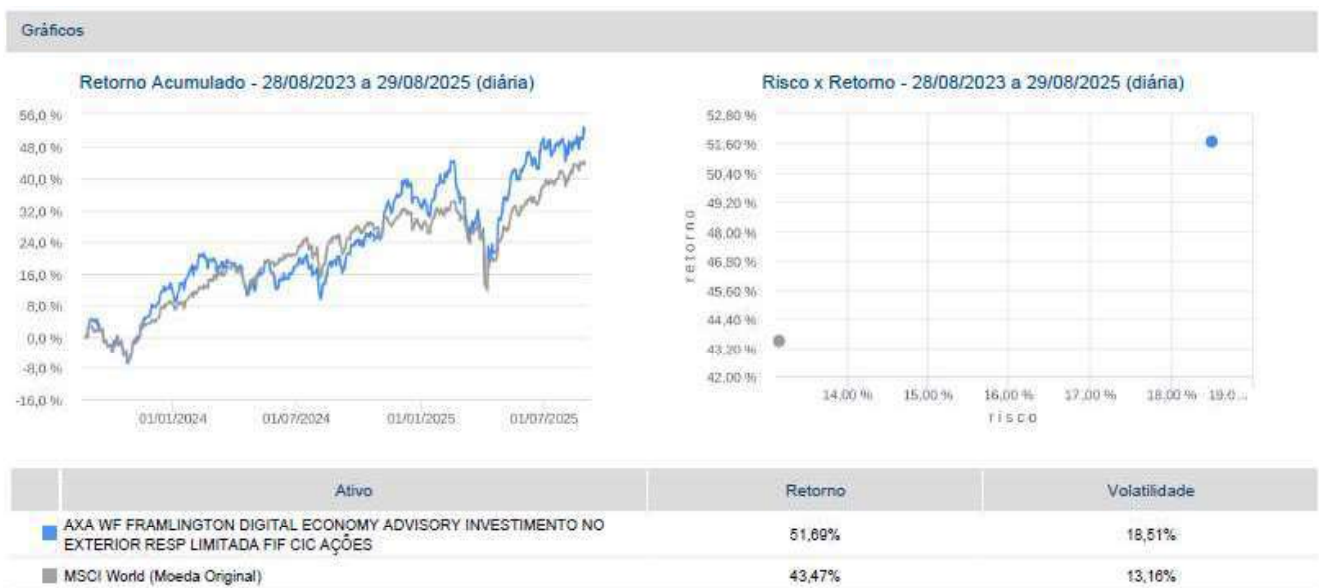 Gráficos
Retorno Acumulado - 28/08/2023 a 29/08/2025 (diária)
56,0 %
48,0 %
40,0 %
32,0 %
24,0 %
16,0 %
8,0 %
0,0 %
-8,0 %
-16,0 %
01/01/2024 01/07/2024 01/01/2025 01/07/2025
Risco x Retorno - 28/08/2023 a 29/08/2025 (diária)
retorno
52,80 %
51,60 %
50,40 %
49,20 %
48,00 %
46,80 %
45,60 %
44,40 %
43,20 %
42,00 %
14,00 % 15,00 % 16,00 % 17,00 % 18,00 % 19,0...
risco
Ativo Retorno Volatilidade
AXA WF FRAMLINGTON DIGITAL ECONOMY ADVISORY INVESTIMENTO NO
EXTERIOR RESP LIMITADA FIF CIC AÇÕES 51,69% 18,51%
MSCI World (Moeda Original) 43,47% 13,16%